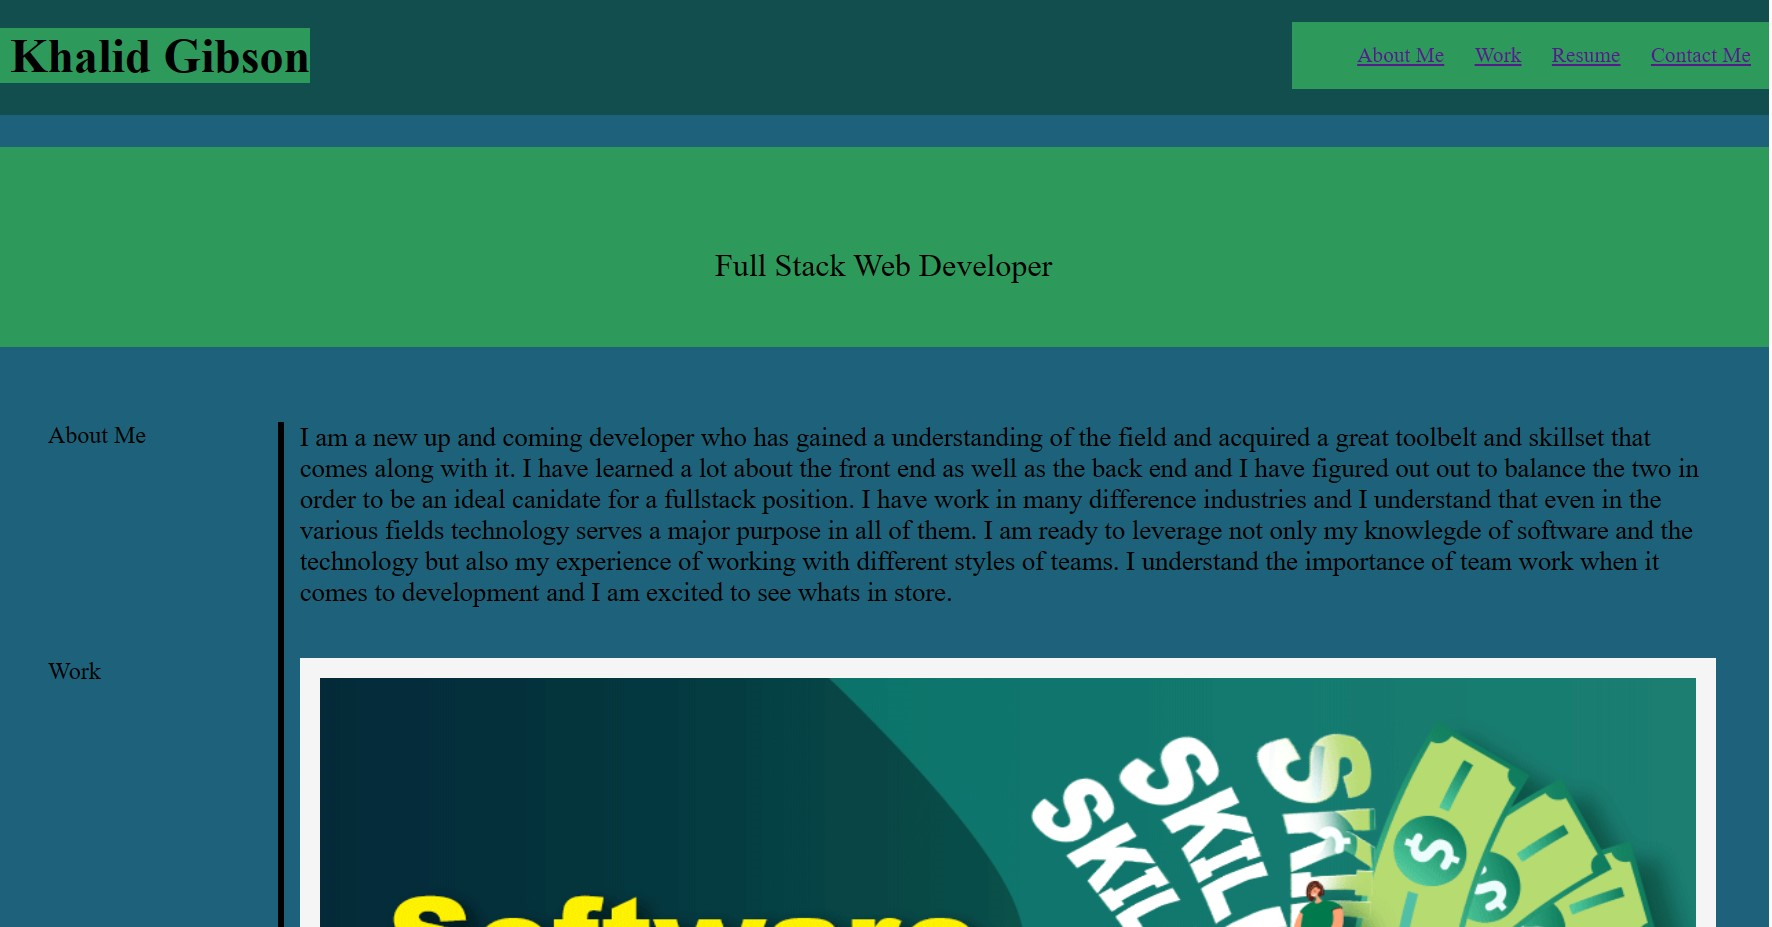 Khalid Gibson
About Me Work Resume Contact Me
Full Stack Web Developer
About Me
I am a new up and coming developer who has gained a understanding of the field and acquired a great toolbelt and skillset that
comes along with it. I have learned a lot about the front end as well as the back end and I have figured out out to balance the two in
order to be an ideal canidate for a fullstack position. I have work in many difference industries and I understand that even in the
various fields technology serves a major purpose in all of them. I am ready to leverage not only my knowlegde of software and the
technology but also my experience of working with different styles of teams. I understand the importance of team work when it
comes to development and I am excited to see whats in store.
Work
SKIL
SKILL
SKI
Software